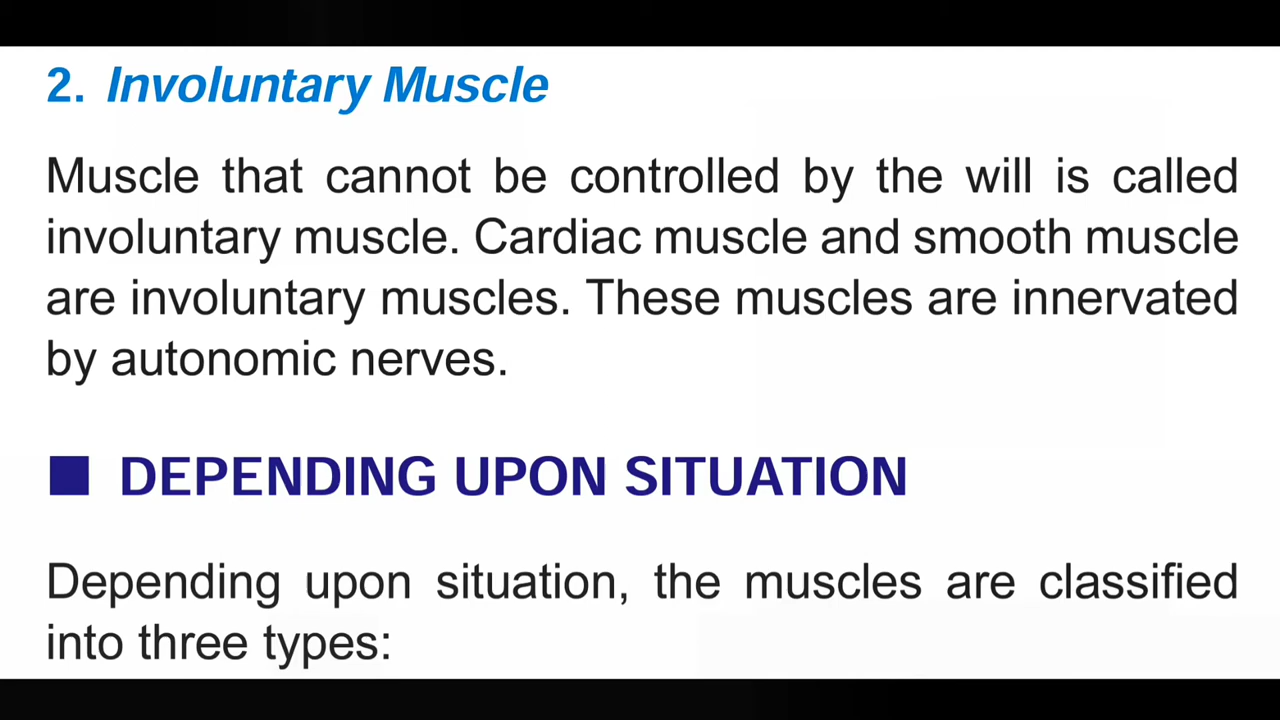 2. Involuntary Muscle
Muscle that cannot be controlled by the will is called
involuntary muscle. Cardiac muscle and smooth muscle
are involuntary muscles. These muscles are innervated
by autonomic nerves.
■ DEPENDING UPON SITUATION
Depending upon situation, the muscles are classified
into three types: